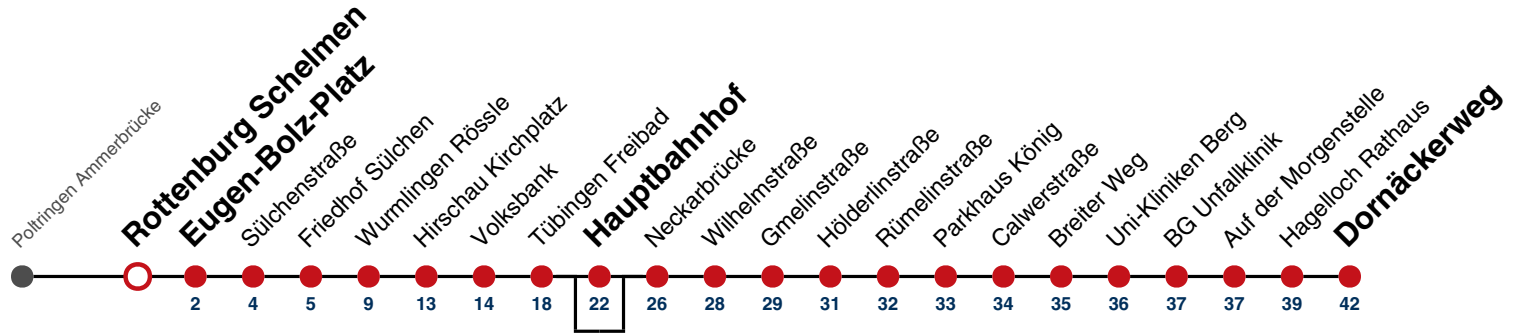 Poltringen Ammerbrücke
Rottenburg Schelmen
Eugen-Bolz-Platz
Sülchenstraße
Friedhof Sülchen
Wurmlingen Rössle
Hirschau Kirchplatz
Volksbank
Tübingen Freibad
Hauptbahnhof
Neckarbrücke
Wilhelmstraße
Gmelinstraße
Hölderlinstraße
Rümelinstraße
Parkhaus König
Calwerstraße
Breiter Weg
Uni-Kliniken Berg
BG Unfallklinik
Auf der Morgenstelle
Hagelloch Rathaus
Dornäckerweg
2 4 5 9 13 14 18 22 26 28 29 31 32 33 34 35 36 37 37 39 42